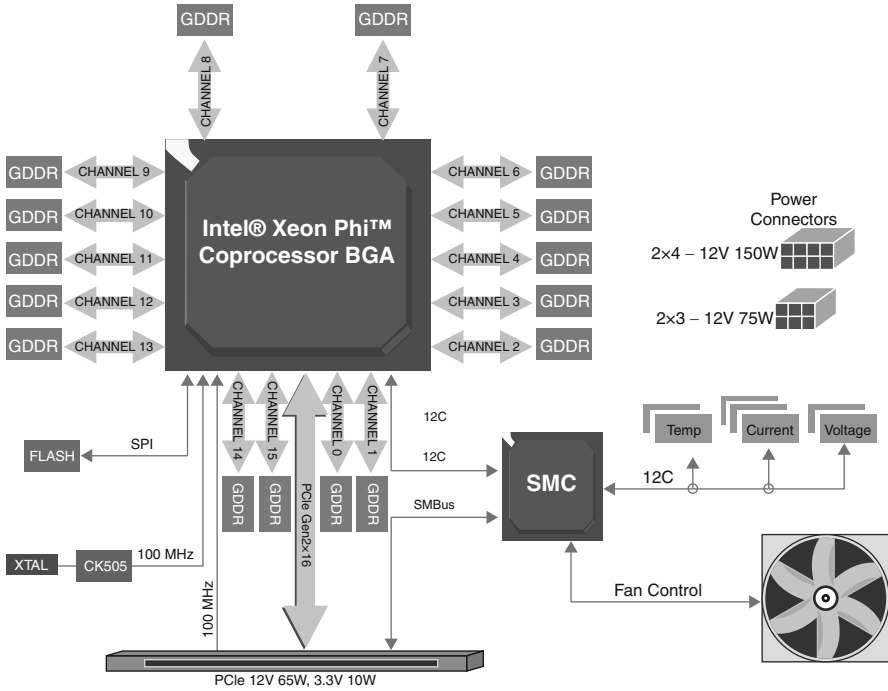 GDDR
GDDR
CHANNEL 8
CHANNEL 7
GDDR
CHANNEL 9
CHANNEL 6
GDDR
GDDR
CHANNEL 10
CHANNEL 5
GDDR
GDDR
CHANNEL 11
CHANNEL 4
GDDR
GDDR
CHANNEL 12
CHANNEL 3
GDDR
GDDR
CHANNEL 13
CHANNEL 2
GDDR
Intel® Xeon Phi™
Coprocessor BGA
Power
Connectors
2×4 – 12V 150W
2×3 – 12V 75W
CHANNEL 14
CHANNEL 15
CHANNEL 0
CHANNEL 1
GDDR
GDDR
GDDR
GDDR
PCle Gen2×16
12C
12C
SMBus
SPI
FLASH
XTAL
CK505
100 MHz
100 MHz
SMC
12C
Temp
Current
Voltage
Fan Control
PCle 12V 65W, 3.3V 10W